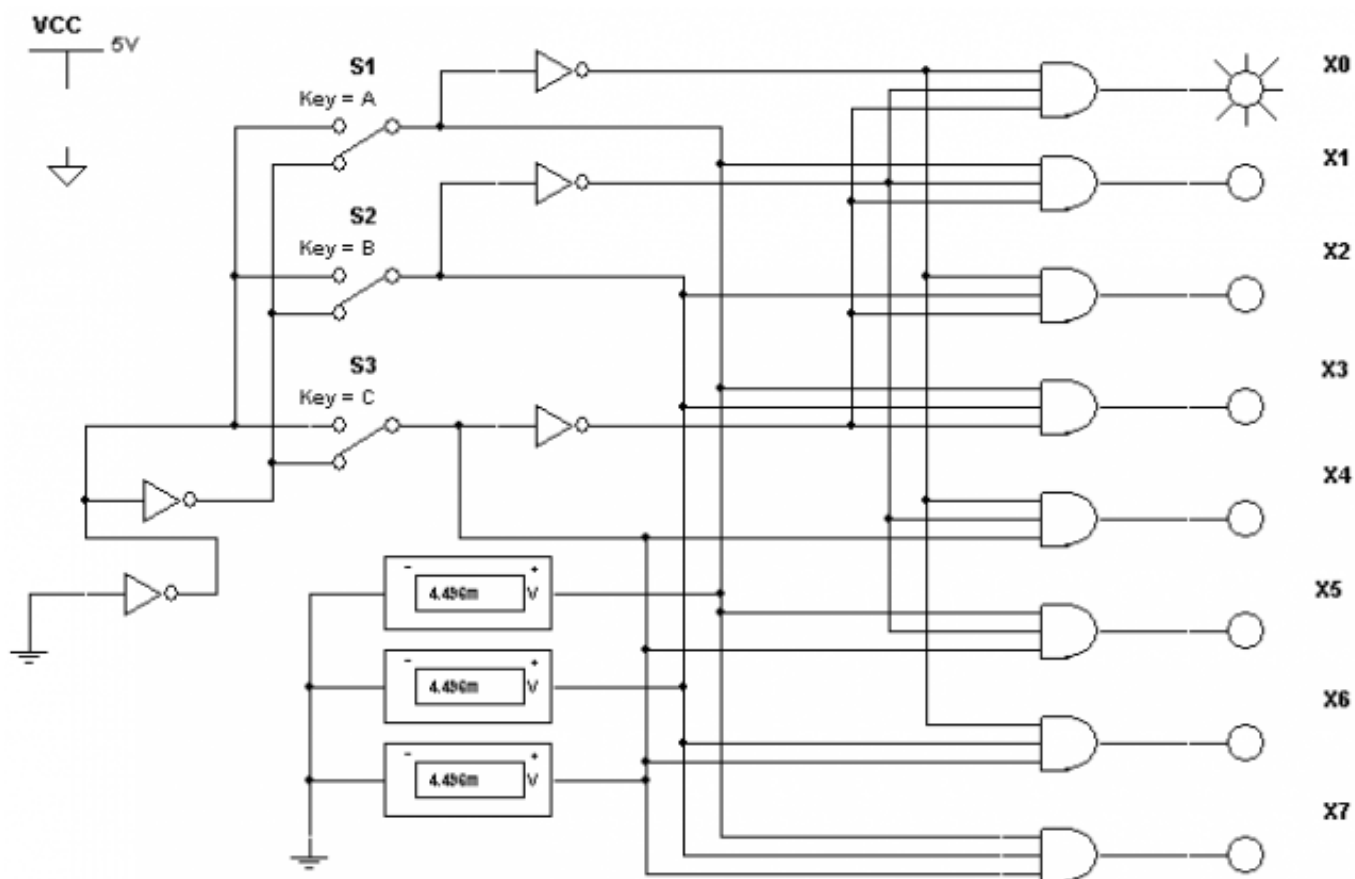 VCC
5V
S1
Key = A
S2
Key = B
S3
Key = C
- +
4.496m V
- +
4.496m V
- +
4.496m V
X0
X1
X2
X3
X4
X5
X6
X7